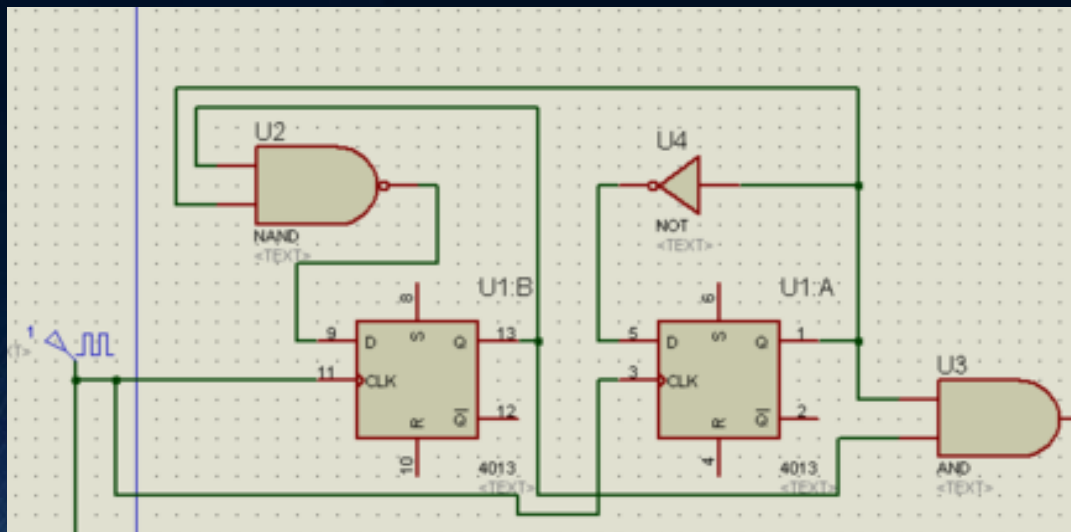 U2
U4
NAND
<TEXT>
NOT
<TEXT>
8
U1:B
6
U1:A
1
9
D
S
Q
13
5
D
S
Q
1
11
CLK
3
CLK
U3
R
Q
12
R
Q
2
10
4013
<TEXT>
4
4013
<TEXT>
AND
<TEXT>